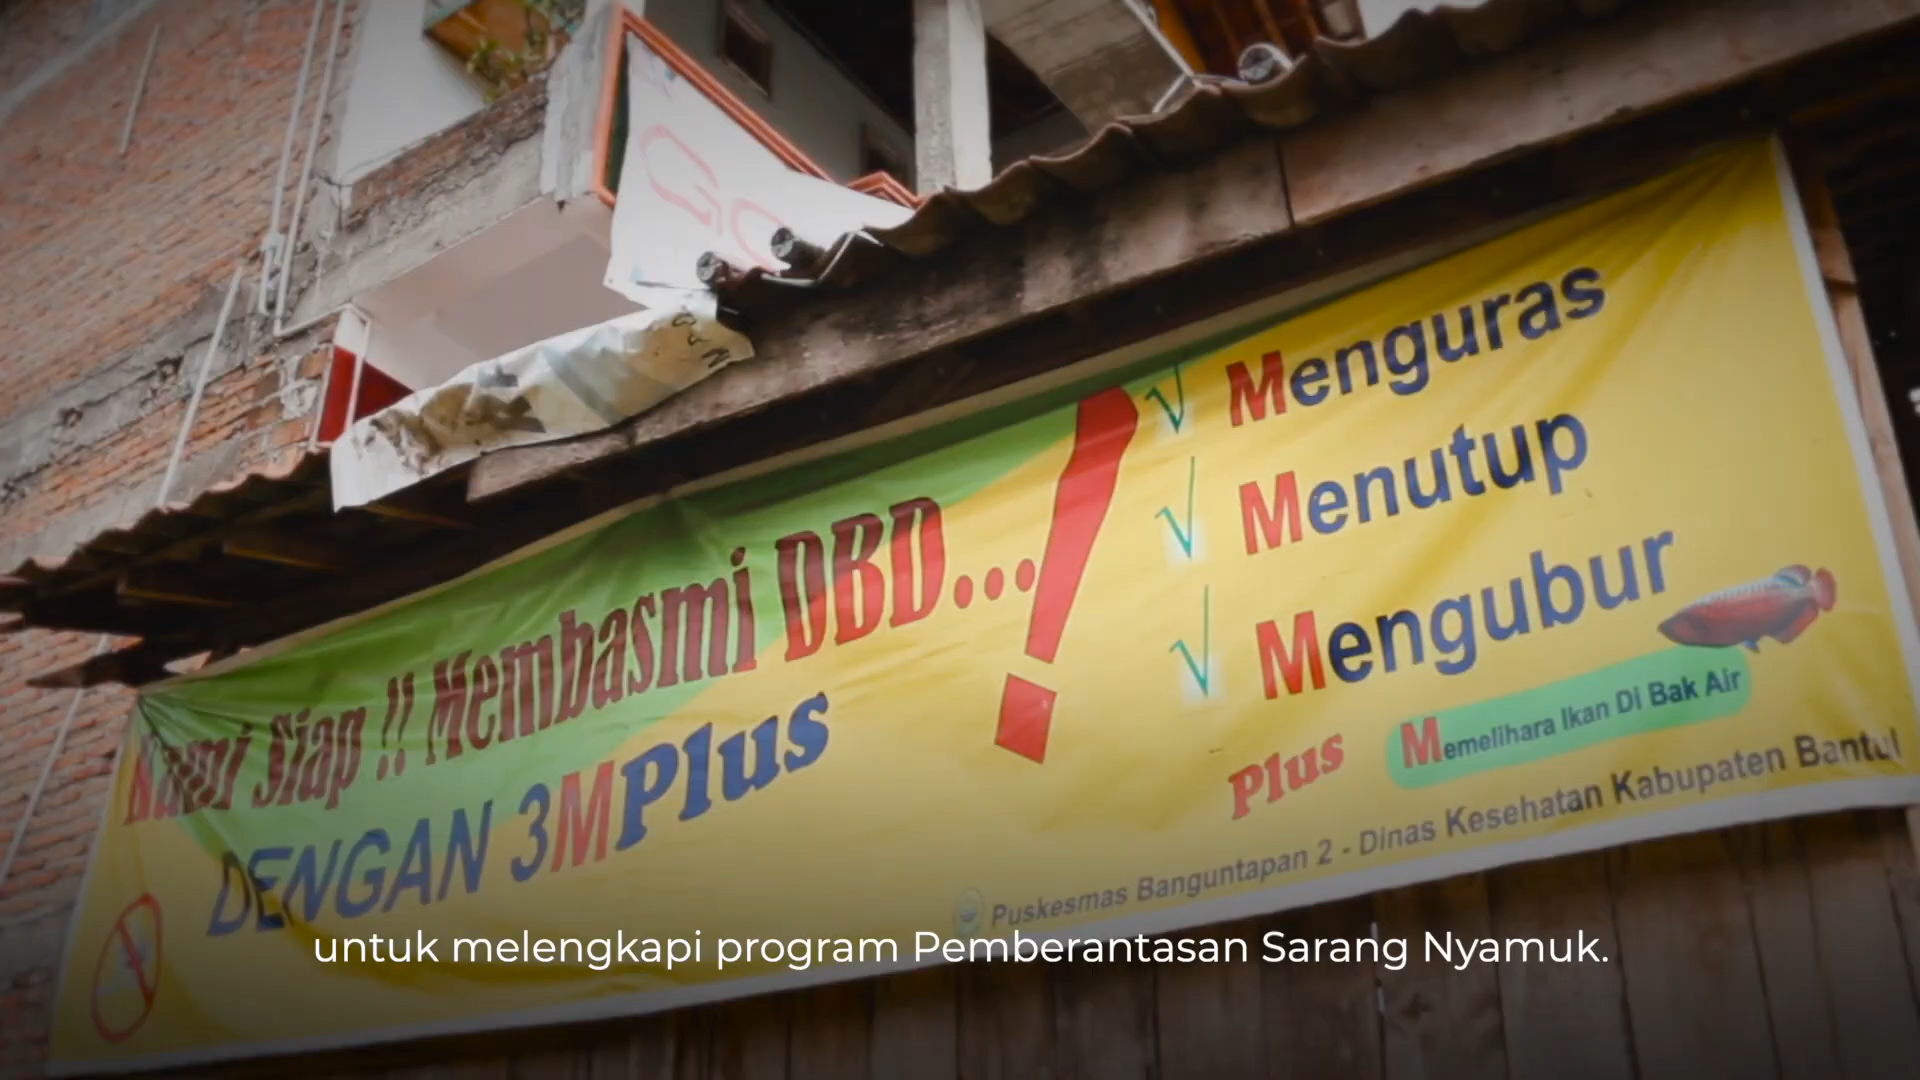 Kami Siap !! Membasmi DBD...!
DENGAN 3MPlus
√ Menguras
√ Menutup
√ Mengubur
Plus Memelihara Ikan Di Bak Air
Puskesmas Banguntapan 2 - Dinas Kesehatan Kabupaten Bantul
untuk melengkapi program Pemberantasan Sarang Nyamuk.